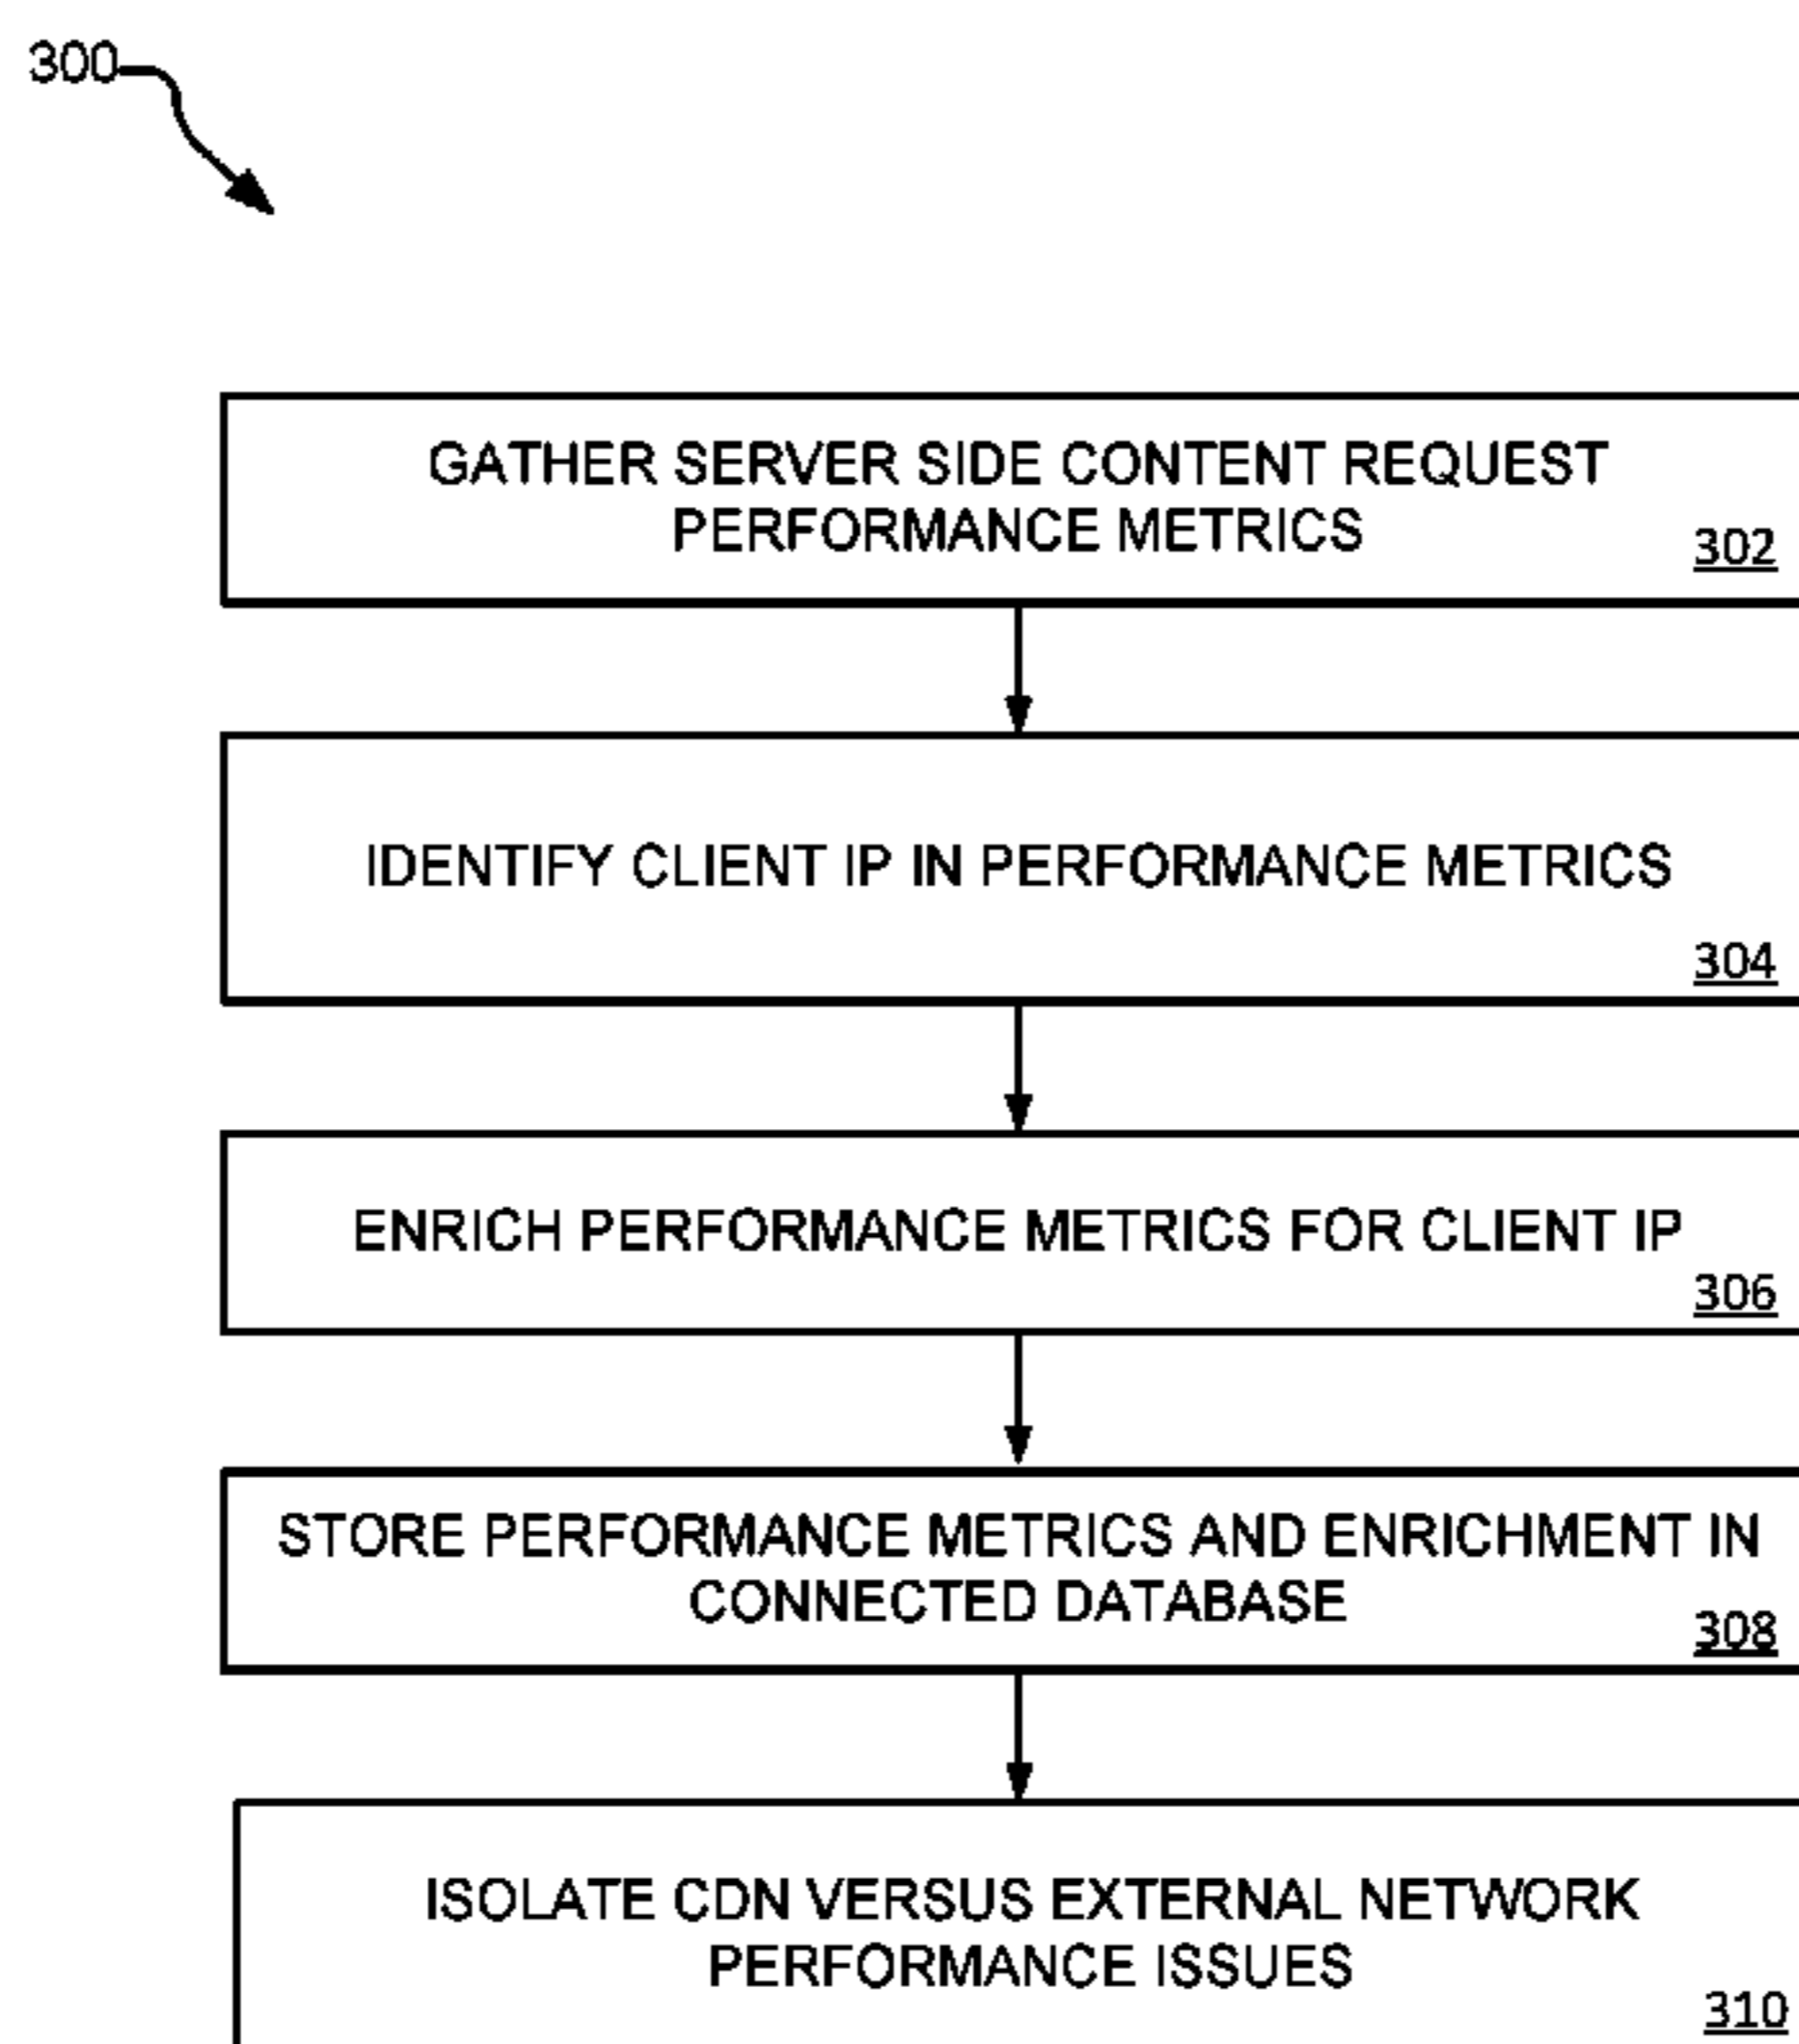 300
GATHER SERVER SIDE CONTENT REQUEST
PERFORMANCE METRICS
302
IDENTIFY CLIENT IP IN PERFORMANCE METRICS
304
ENRICH PERFORMANCE METRICS FOR CLIENT IP
306
STORE PERFORMANCE METRICS AND ENRICHMENT IN
CONNECTED DATABASE
308
ISOLATE CDN VERSUS EXTERNAL NETWORK
PERFORMANCE ISSUES
310